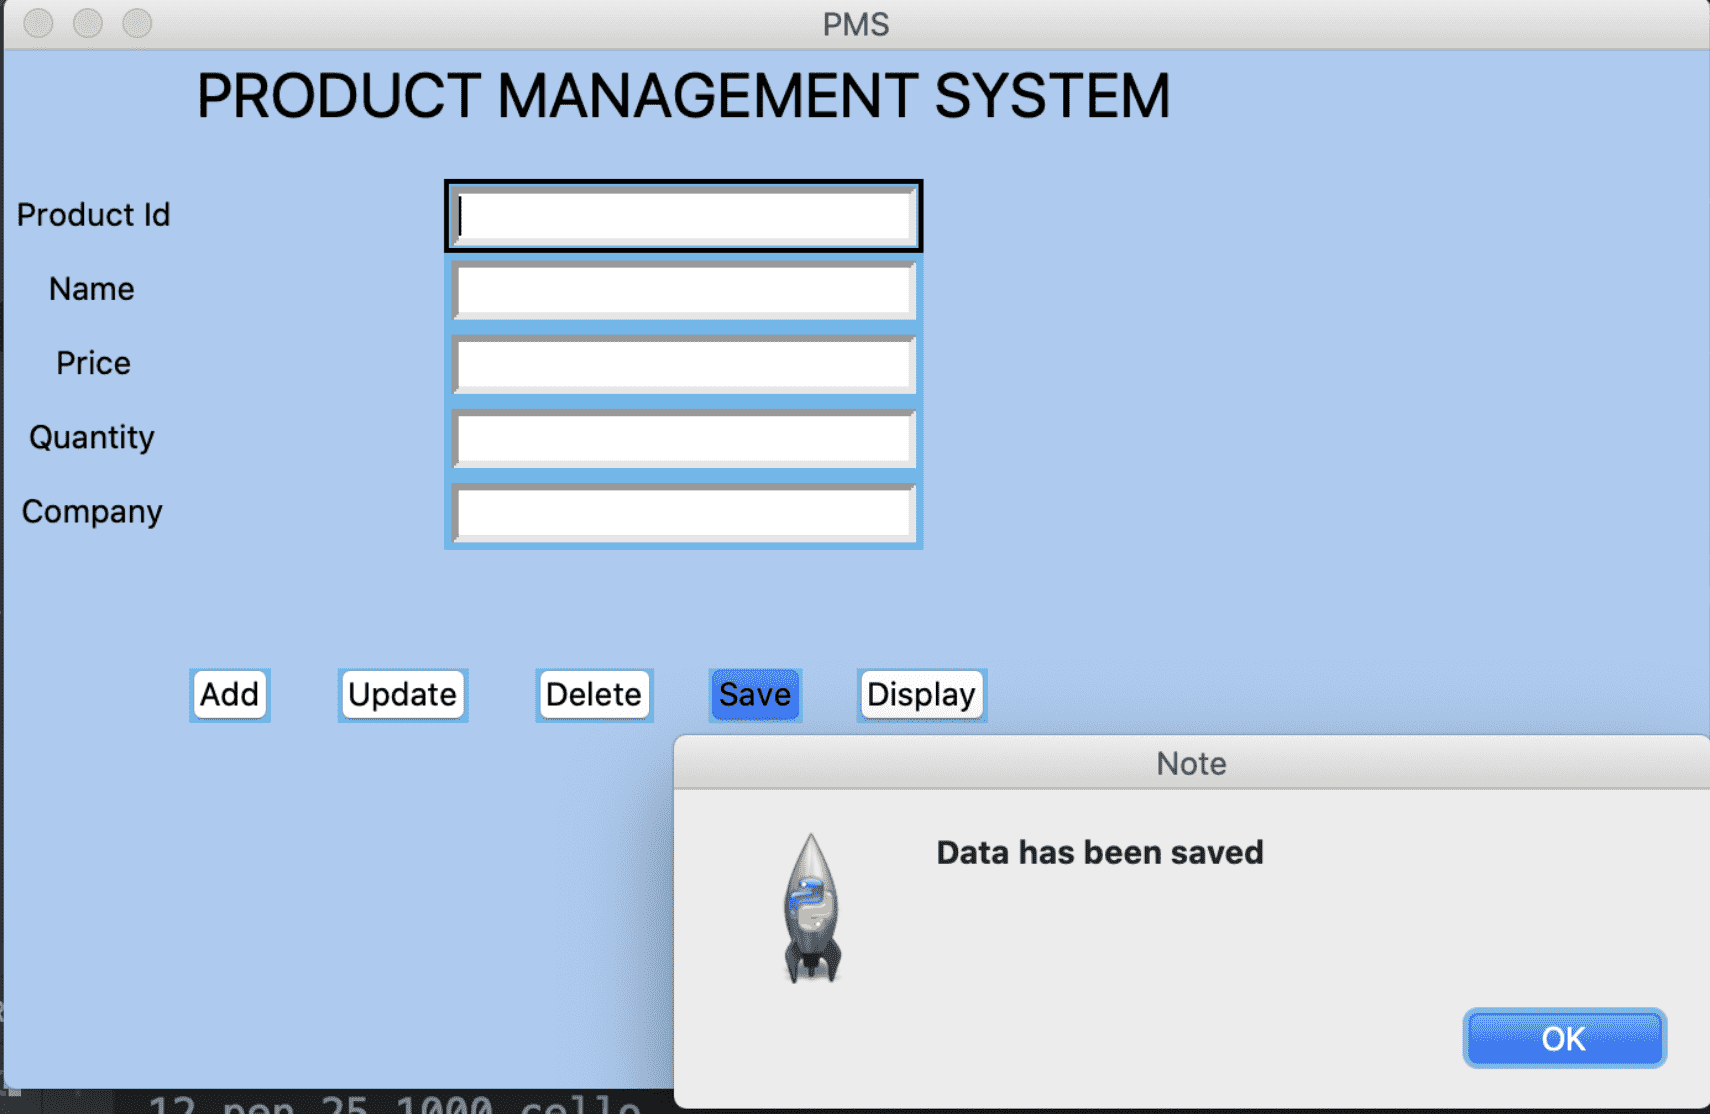 PMS
PRODUCT MANAGEMENT SYSTEM
Product Id
Name
Price
Quantity
Company
Add Update Delete Save Display
Note
Data has been saved
OK
12 pen 25 1000 cello